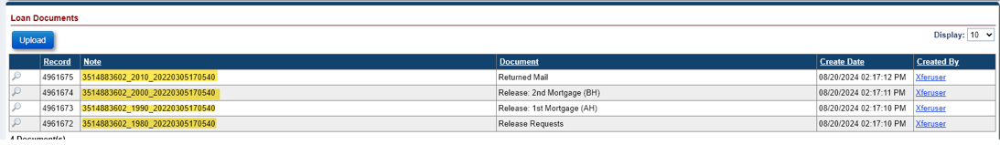 Loan Documents
Upload
Display: 10
Record Note Document Create Date Created By
4961675 3514883602_2010_20220305170540 Returned Mail 08/20/2024 02:17:12 PM Xferuser
4961674 3514883602_2000_20220305170540 Release: 2nd Mortgage (BH) 08/20/2024 02:17:11 PM Xferuser
4961673 3514883602_1990_20220305170540 Release: 1st Mortgage (AH) 08/20/2024 02:17:10 PM Xferuser
4961672 3514883602_1980_20220305170540 Release Requests 08/20/2024 02:17:10 PM Xferuser
4 Document(s)